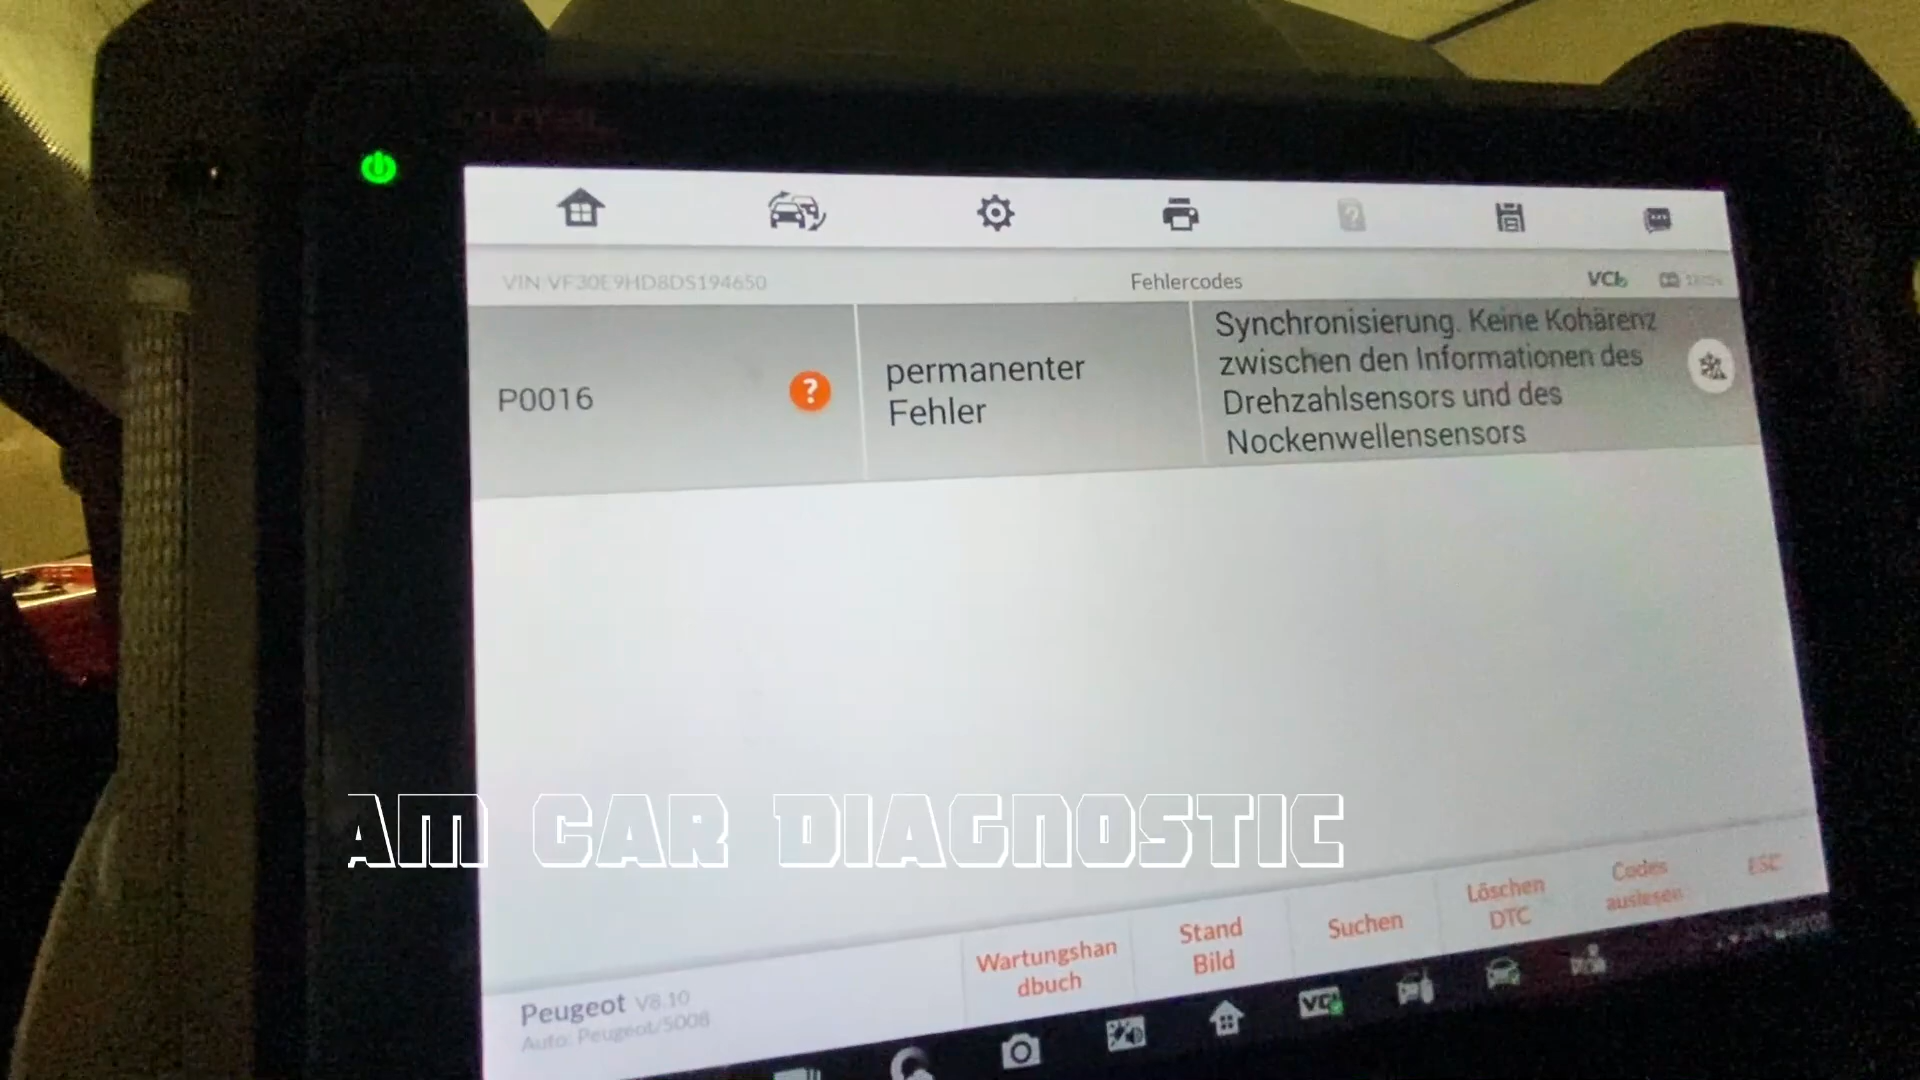 VIN VF30E9HD8DS194650
Fehlercodes
VCI
P0016
?
permanenter
Fehler
Synchronisierung. Keine Kohärenz
zwischen den Informationen des
Drehzahlsensors und des
Nockenwellensensors
AM CAR DIAGNOSTIC
Wartungshan
dbuch
Stand
Bild
Suchen
Löschen
DTC
Codes
auslesen
ESC
Peugeot V8.10
Auto: Peugeot/5008
VCI